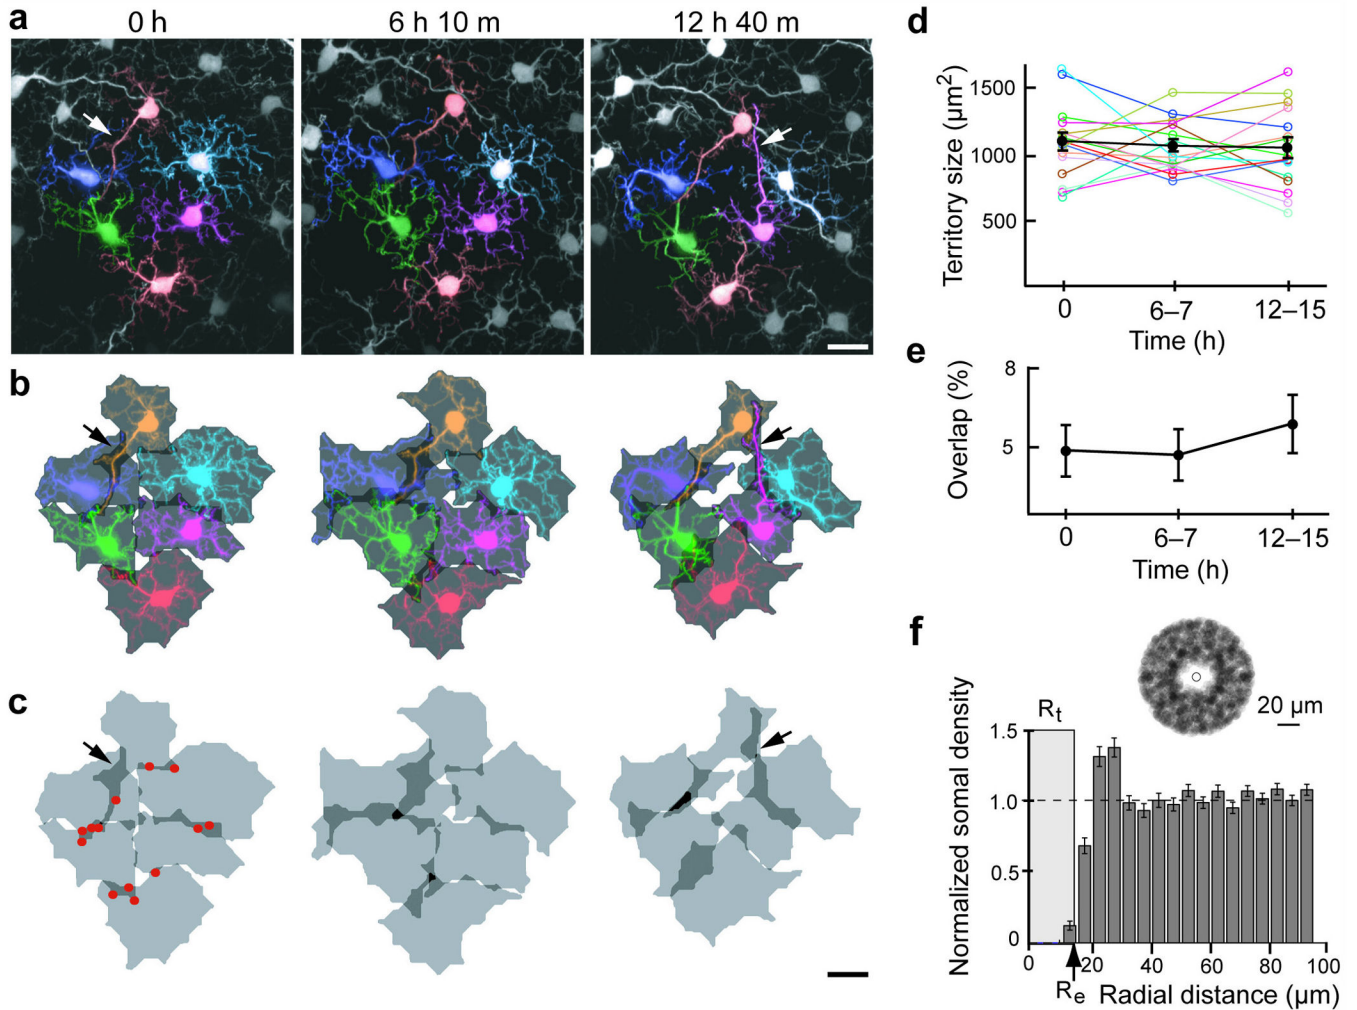 a
0 h
6 h 10 m
12 h 40 m
b
c
d
Territory size (µm²)
1500
1000
500
0
6–7
12–15
Time (h)
e
Overlap (%)
8
5
0
6–7
12–15
Time (h)
f
20 µm
Normalized somal density
Rt
1.5
1.0
0.5
0
0
20
40
60
80
100
Re
Radial distance (µm)